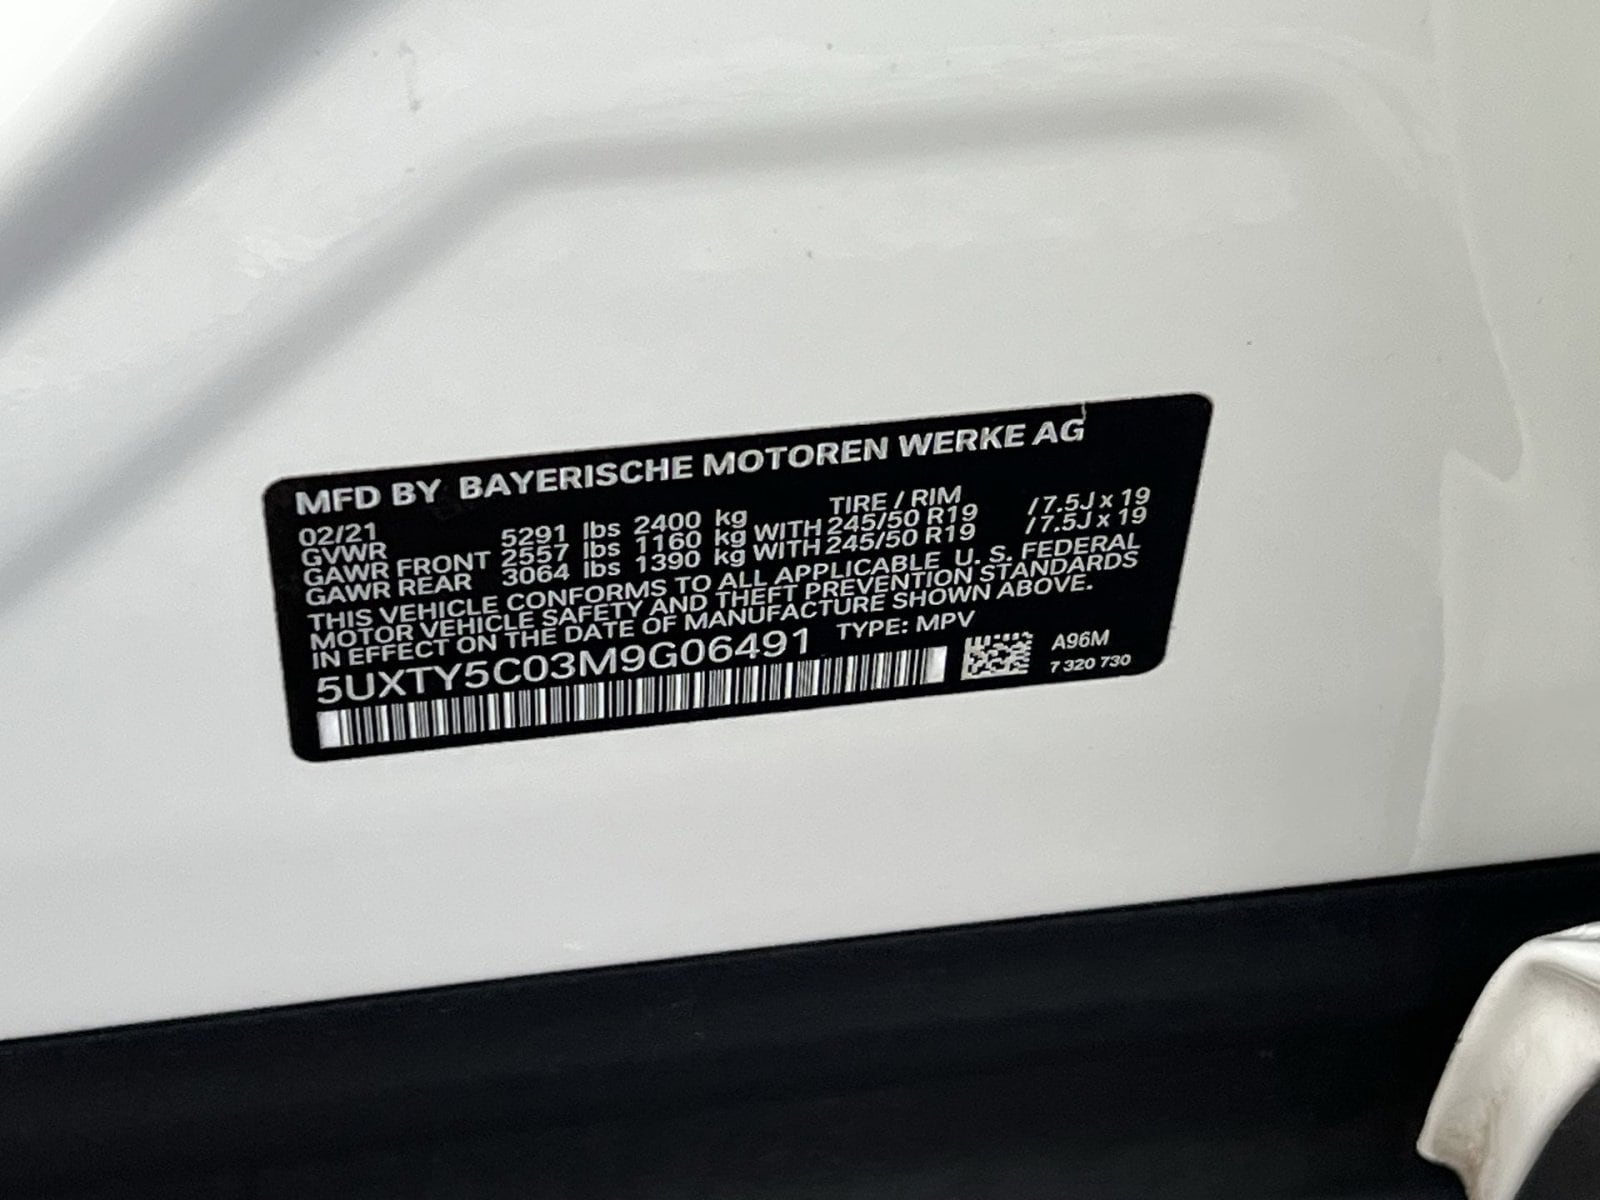 MFD BY BAYERISCHE MOTOREN WERKE AG
02/21 TIRE / RIM
GVWR 5291 lbs 2400 kg
GAWR FRONT 2557 lbs 1160 kg WITH 245/50 R19 / 7.5J x 19
GAWR REAR 3064 lbs 1390 kg WITH 245/50 R19 / 7.5J x 19
THIS VEHICLE CONFORMS TO ALL APPLICABLE U. S. FEDERAL
MOTOR VEHICLE SAFETY AND THEFT PREVENTION STANDARDS
IN EFFECT ON THE DATE OF MANUFACTURE SHOWN ABOVE.
5UXTY5C03M9G06491 TYPE: MPV
A96M
7 320 730